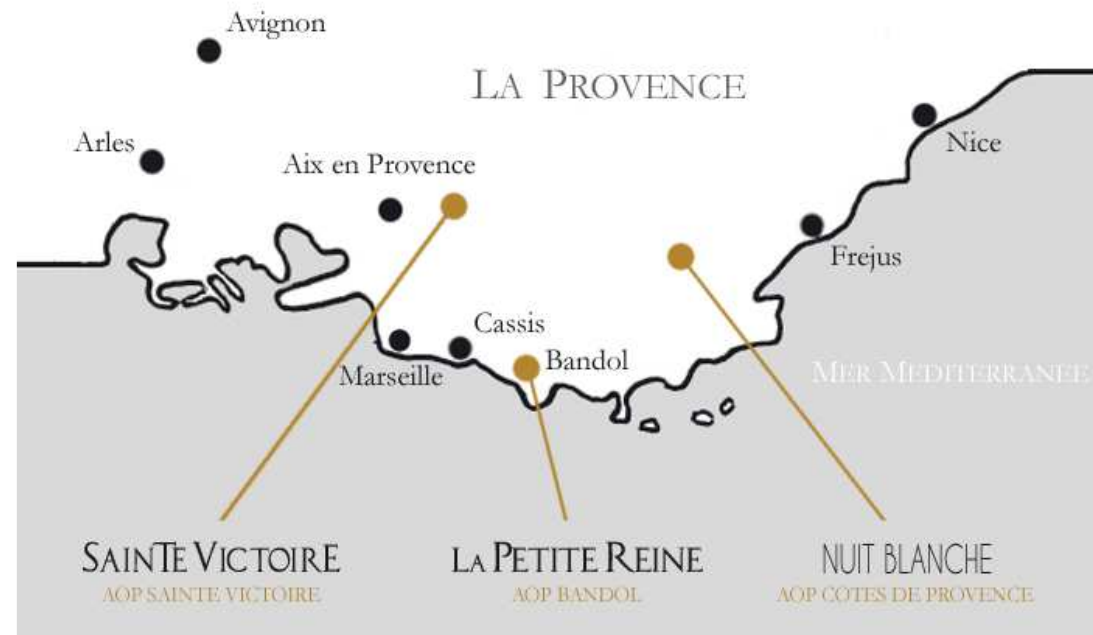 Avignon
LA PROVENCE
Arles
Aix en Provence
Nice
Frejus
Cassis
Bandol
Marseille
MER MEDITERRANEE
SAINTE VICTOIRE
AOP SAINTE VICTOIRE
LA PETITE REINE
AOP BANDOL
NUIT BLANCHE
AOP COTES DE PROVENCE